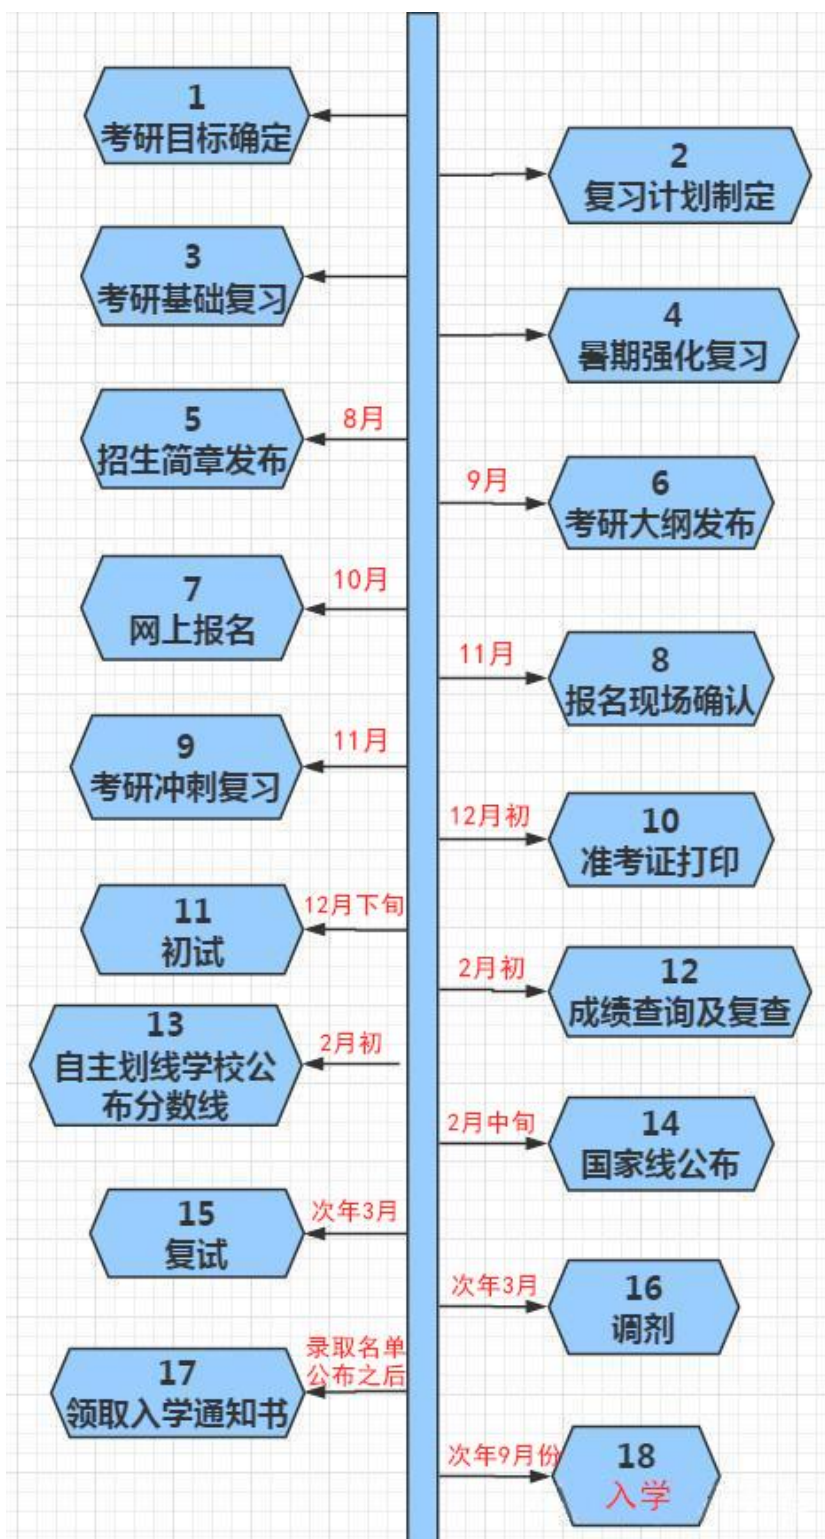 1
考研目标确定
2
复习计划制定
3
考研基础复习
4
暑期强化复习
8月
5
招生简章发布
9月
6
考研大纲发布
10月
7
网上报名
11月
8
报名现场确认
11月
9
考研冲刺复习
12月初
10
准考证打印
12月下旬
11
初试
2月初
12
成绩查询及复查
2月初
13
自主划线学校公
布分数线
2月中旬
14
国家线公布
次年3月
15
复试
次年3月
16
调剂
录取名单
公布之后
17
领取入学通知书
次年9月份
18
入学